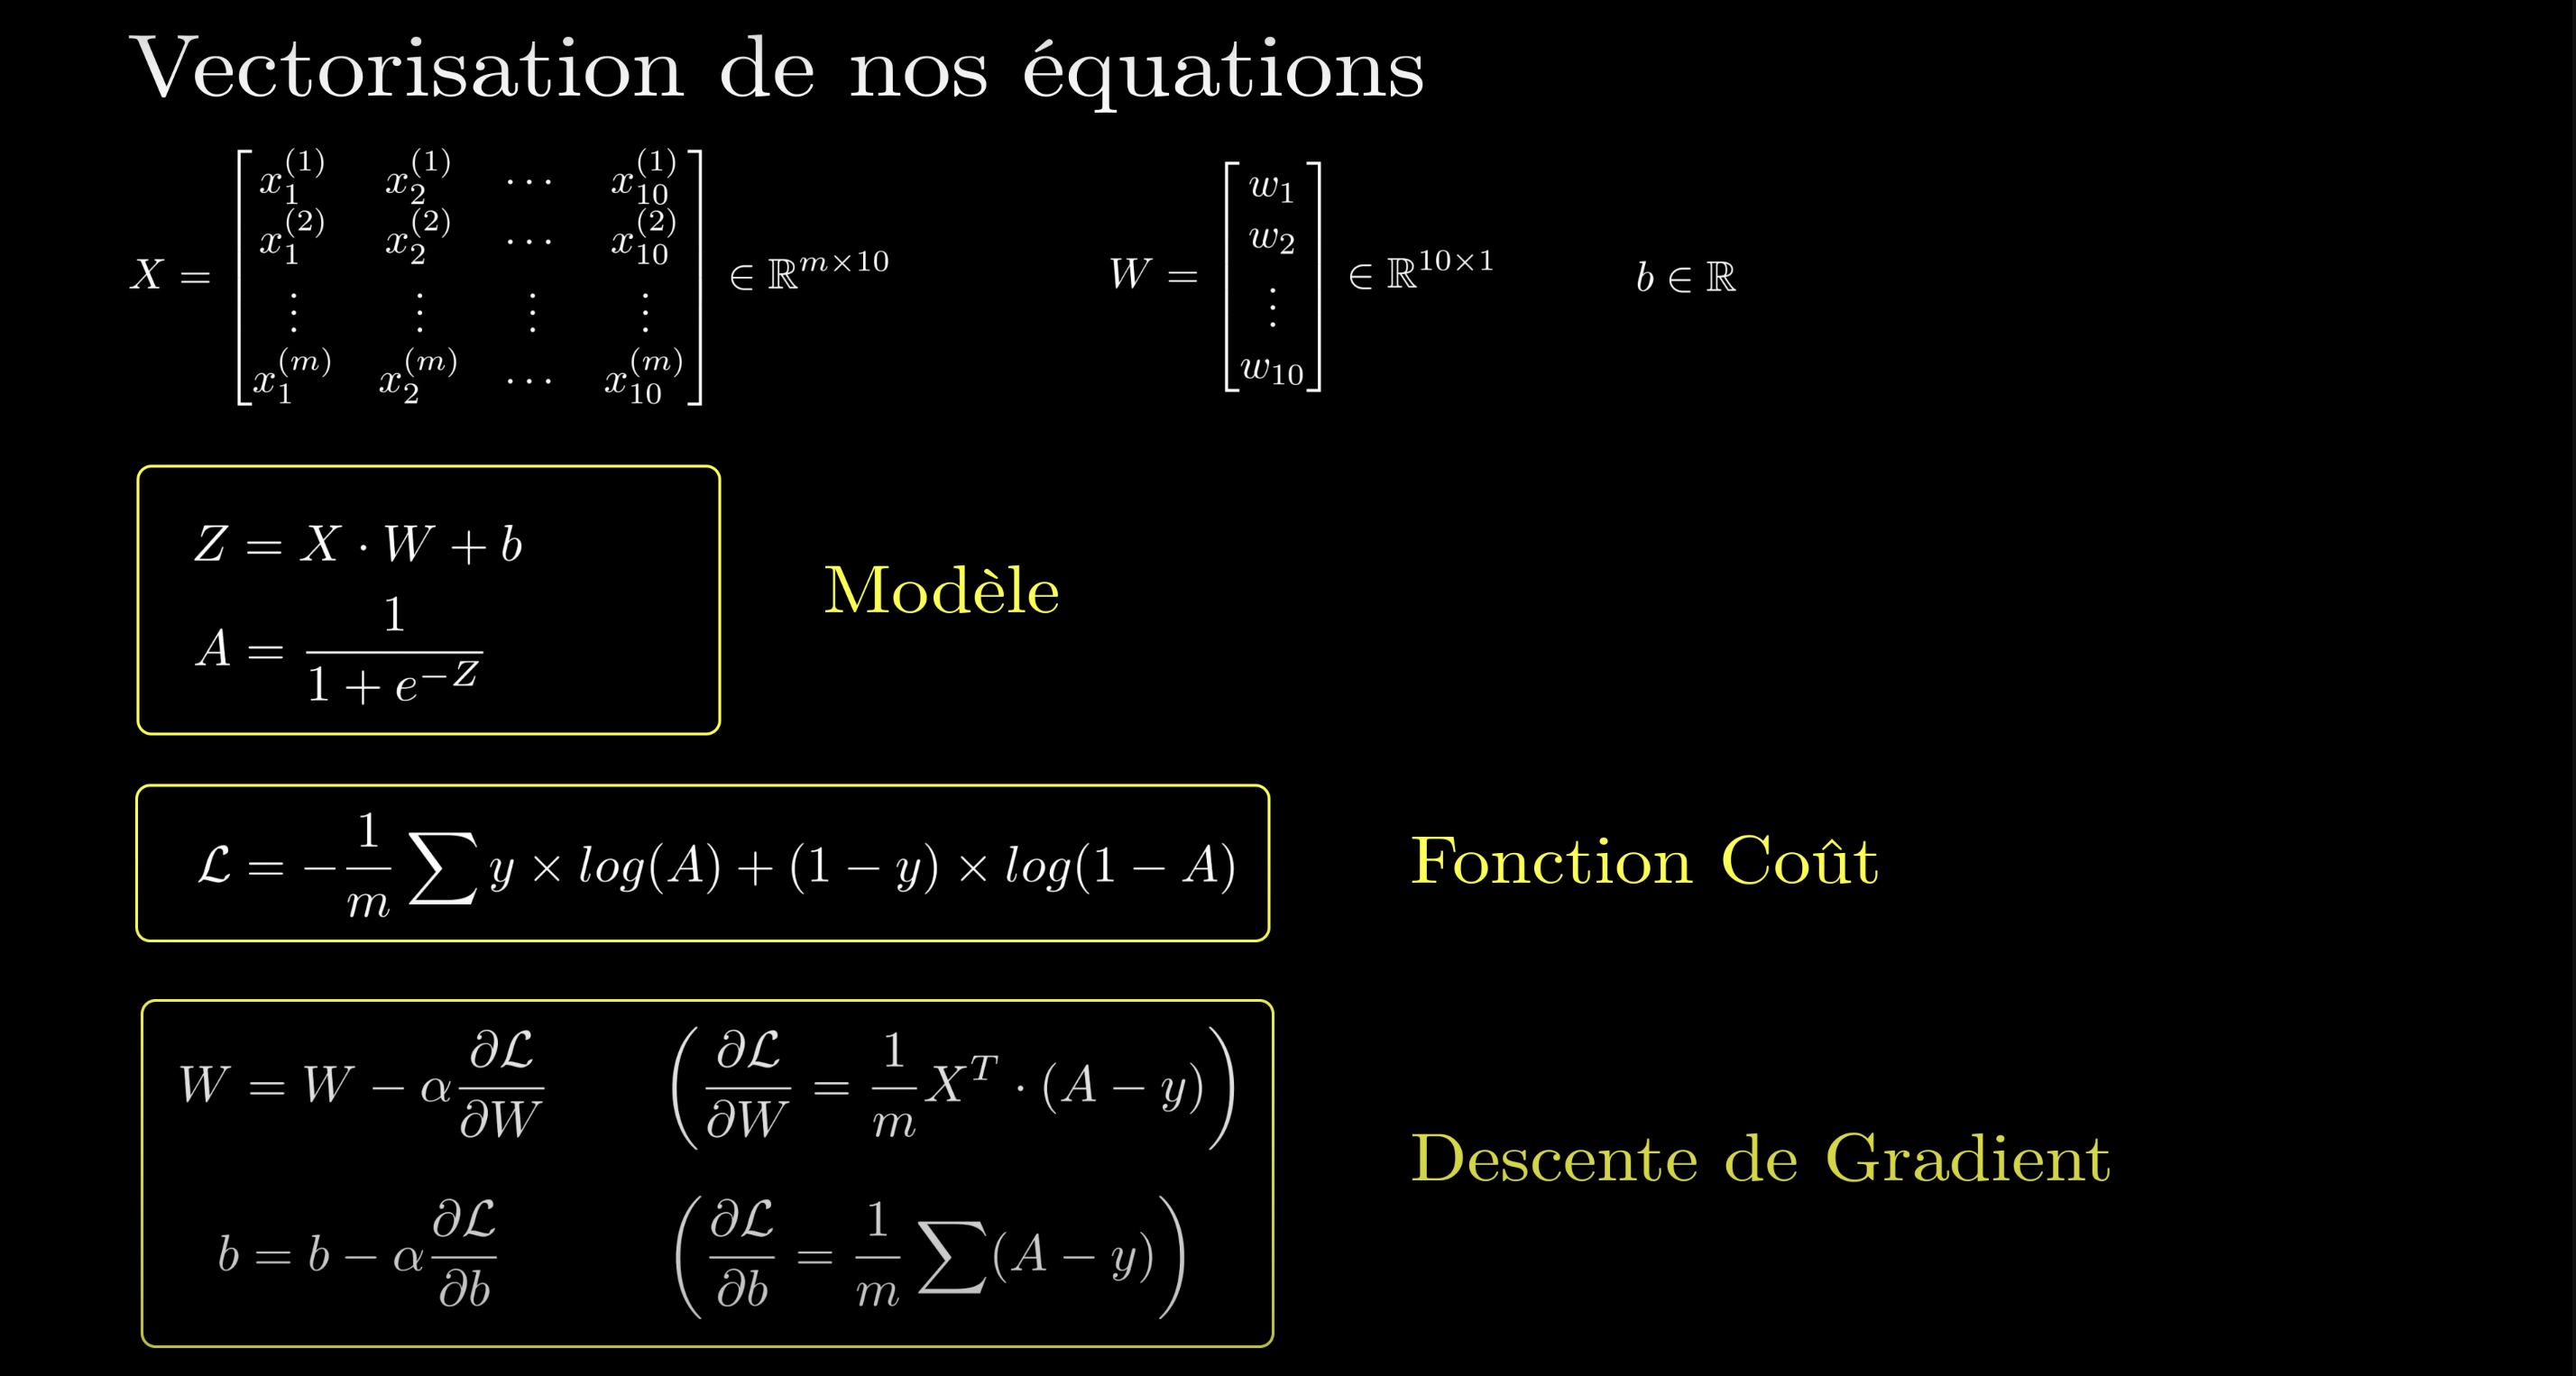 Vectorisation de nos équations
X = \begin{bmatrix} x_1^{(1)} & x_2^{(1)} & \cdots & x_{10}^{(1)} \\ x_1^{(2)} & x_2^{(2)} & \cdots & x_{10}^{(2)} \\ \vdots & \vdots & \vdots & \vdots \\ x_1^{(m)} & x_2^{(m)} & \cdots & x_{10}^{(m)} \end{bmatrix} \in \mathbb{R}^{m \times 10} W = \begin{bmatrix} w_1 \\ w_2 \\ \vdots \\ w_{10} \end{bmatrix} \in \mathbb{R}^{10 \times 1} b \in \mathbb{R}
Z = X \cdot W + b
A = \frac{1}{1 + e^{-Z}}
Modèle
\mathcal{L} = -\frac{1}{m} \sum y \times log(A) + (1 - y) \times log(1 - A)
Fonction Coût
W = W - \alpha \frac{\partial \mathcal{L}}{\partial W} \left( \frac{\partial \mathcal{L}}{\partial W} = \frac{1}{m} X^T \cdot (A - y) \right)
b = b - \alpha \frac{\partial \mathcal{L}}{\partial b} \left( \frac{\partial \mathcal{L}}{\partial b} = \frac{1}{m} \sum (A - y) \right)
Descente de Gradient